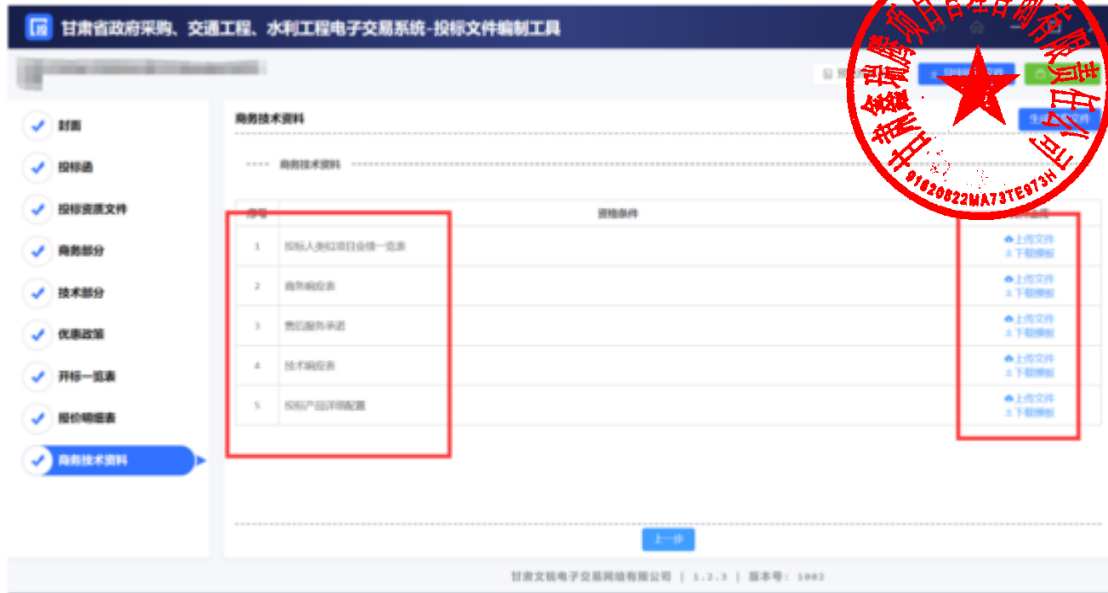 甘肃省政府采购、交通工程、水利工程电子交易系统-投标文件编制工具
封面
投标函
投标资质文件
商务部分
技术部分
优惠政策
开标一览表
报价明细表
商务技术资料
商务技术资料
商务技术资料
序号
资格条件
1
投标人类似项目业绩一览表
上传文件
下载模板
2
商务响应表
上传文件
下载模板
3
售后服务承诺
上传文件
下载模板
4
技术响应表
上传文件
下载模板
5
投标产品详细配置
上传文件
下载模板
上一步
甘肃文锐电子交易网络有限公司 | 1.2.3 | 版本号: 1002
有限责任公司
91620822MA73TE973H